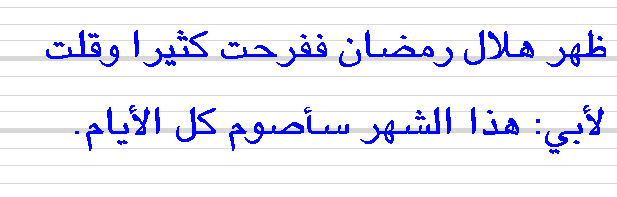 ظهر هلال رمضان ففرحت كثيرا وقلت
لأبي: هذا الشهر سأصوم كل الأيام.